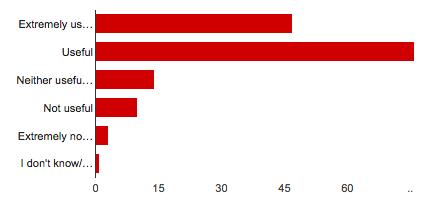 Extremely us...
Useful
Neither usefu...
Not useful
Extremely no...
I don't know/...
0 15 30 45 60 ..